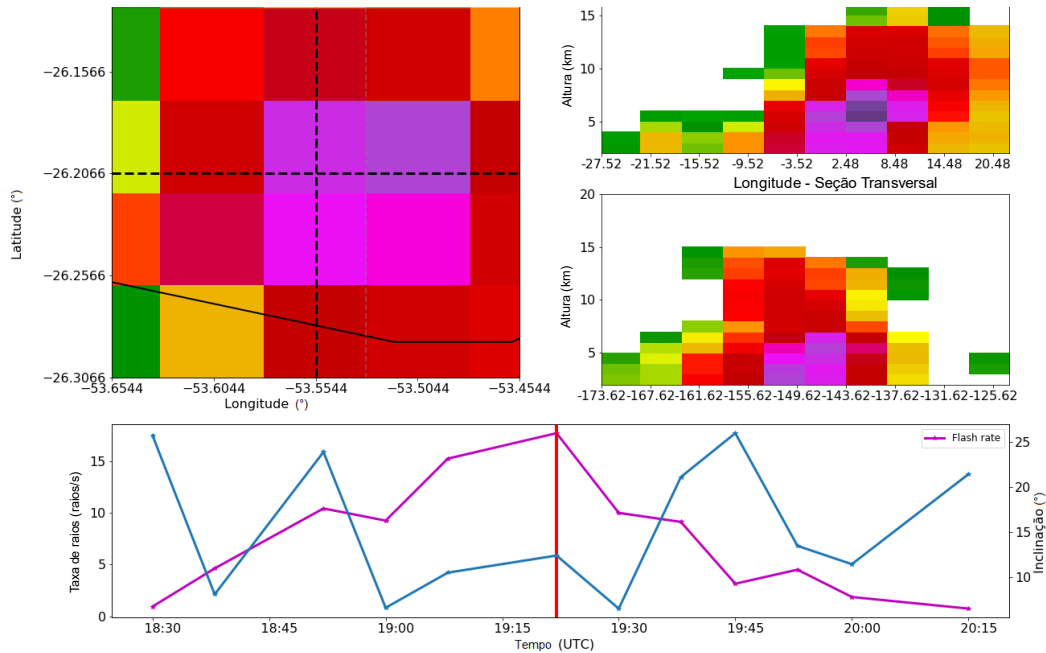 −26.1566
−26.2066
−26.2566
−26.3066
Latitude (°)
−53.6544 −53.6044 −53.5544 −53.5044 −53.4544
Longitude (°)
15
10
5
Altura (km)
-27.52 -21.52 -15.52 -9.52 -3.52 2.48 8.48 14.48 20.48
Longitude - Seção Transversal
20
15
10
5
Altura (km)
-173.62 -167.62 -161.62 -155.62 -149.62 -143.62 -137.62 -131.62 -125.62
Flash rate
15
10
5
0
Taxa de raios (raios/s)
25
20
15
10
Inclinação (°)
18:30 18:45 19:00 19:15 19:30 19:45 20:00 20:15
Tempo (UTC)